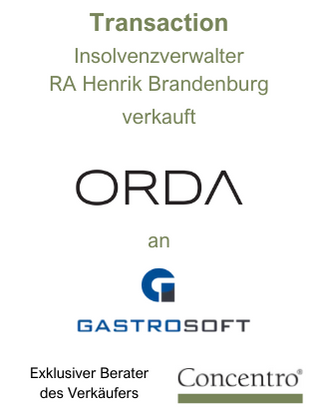 Transaction
Insolvenzverwalter
RA Henrik Brandenburg
verkauft
ORDA
an
G
GASTROSOFT
Exklusiver Berater
des Verkäufers
Concentro®